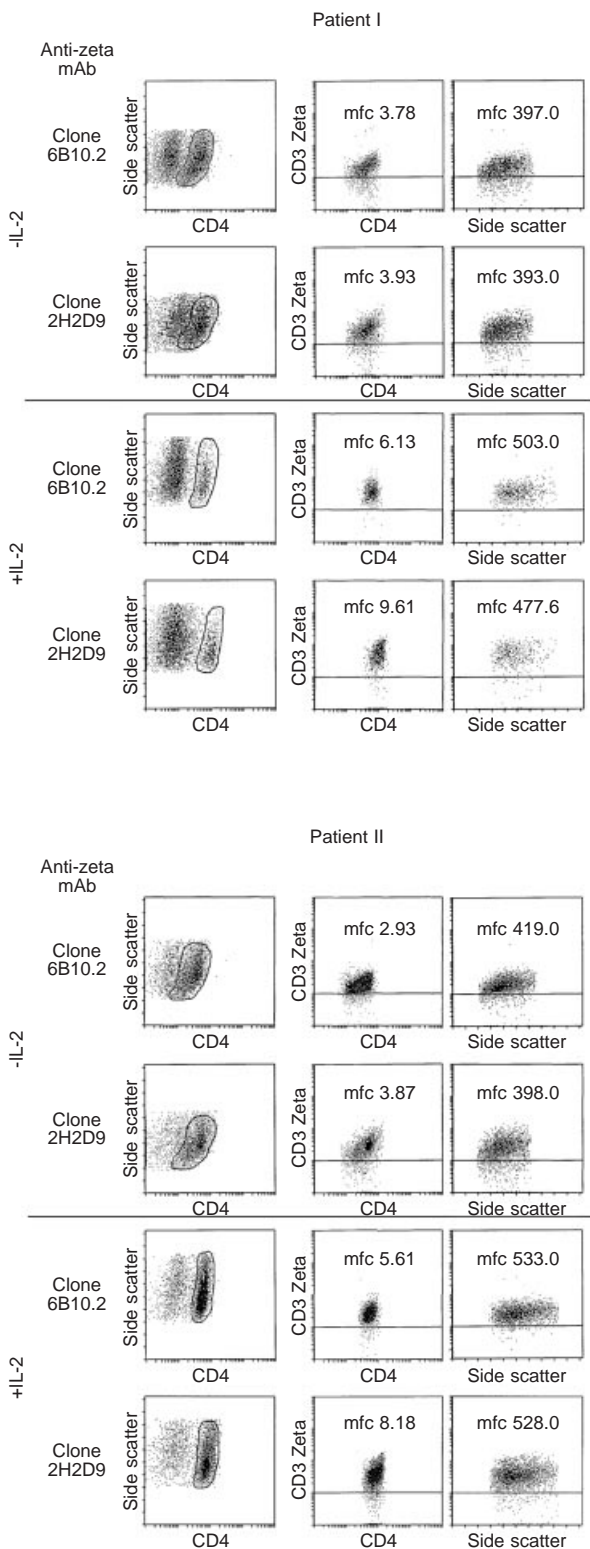 Patient I
Anti-zeta
mAb
-IL-2
Clone
6B10.2
Side scatter
CD4
CD3 Zeta
mfc 3.78
CD4
mfc 397.0
Side scatter
Clone
2H2D9
Side scatter
CD4
CD3 Zeta
mfc 3.93
CD4
mfc 393.0
Side scatter
+IL-2
Clone
6B10.2
Side scatter
CD4
CD3 Zeta
mfc 6.13
CD4
mfc 503.0
Side scatter
Clone
2H2D9
Side scatter
CD4
CD3 Zeta
mfc 9.61
CD4
mfc 477.6
Side scatter
Patient II
Anti-zeta
mAb
-IL-2
Clone
6B10.2
Side scatter
CD4
CD3 Zeta
mfc 2.93
CD4
mfc 419.0
Side scatter
Clone
2H2D9
Side scatter
CD4
CD3 Zeta
mfc 3.87
CD4
mfc 398.0
Side scatter
+IL-2
Clone
6B10.2
Side scatter
CD4
CD3 Zeta
mfc 5.61
CD4
mfc 533.0
Side scatter
Clone
2H2D9
Side scatter
CD4
CD3 Zeta
mfc 8.18
CD4
mfc 528.0
Side scatter